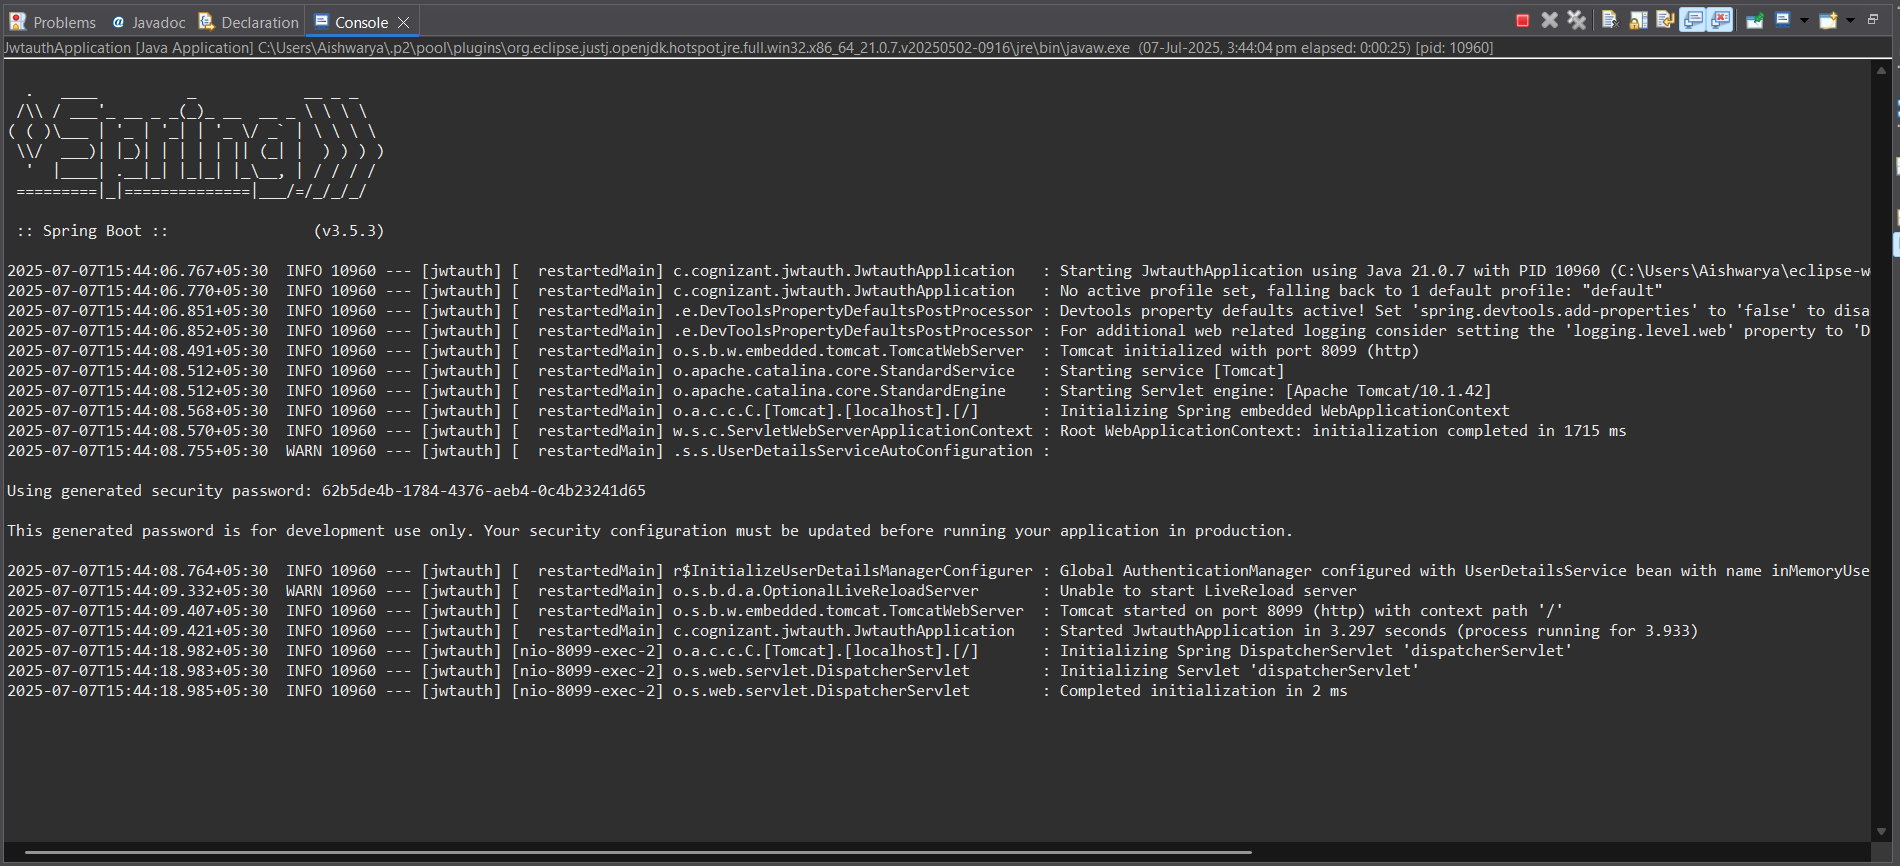 Problems Javadoc Declaration Console
JwtauthApplication [Java Application] C:\Users\Aishwarya\.p2\pool\plugins\org.eclipse.justj.openjdk.hotspot.jre.full.win32.x86_64_21.0.7.v20250502-0916\jre\bin\javaw.exe (07-Jul-2025, 3:44:04 pm elapsed: 0:00:25) [pid: 10960]
  .   ____          _            __ _ _
 /\\ / ___'_ __ _ _(_)_ __  __ _ \ \ \ \
( ( )\___ | '_ | '_| | '_ \/ _` | \ \ \ \
 \\/  ___)| |_)| | | | | || (_| |  ) ) ) )
  '  |____| .__|_| |_|_| |_\__, | / / / /
 =========|_|==============|___/=/_/_/_/
 :: Spring Boot ::                (v3.5.3)
2025-07-07T15:44:06.767+05:30  INFO 10960 --- [jwtauth] [  restartedMain] c.cognizant.jwtauth.JwtauthApplication   : Starting JwtauthApplication using Java 21.0.7 with PID 10960 (C:\Users\Aishwarya\eclipse-w
2025-07-07T15:44:06.770+05:30  INFO 10960 --- [jwtauth] [  restartedMain] c.cognizant.jwtauth.JwtauthApplication   : No active profile set, falling back to 1 default profile: "default"
2025-07-07T15:44:06.851+05:30  INFO 10960 --- [jwtauth] [  restartedMain] .e.DevToolsPropertyDefaultsPostProcessor : Devtools property defaults active! Set 'spring.devtools.add-properties' to 'false' to disa
2025-07-07T15:44:06.852+05:30  INFO 10960 --- [jwtauth] [  restartedMain] .e.DevToolsPropertyDefaultsPostProcessor : For additional web related logging consider setting the 'logging.level.web' property to 'D
2025-07-07T15:44:08.491+05:30  INFO 10960 --- [jwtauth] [  restartedMain] o.s.b.w.embedded.tomcat.TomcatWebServer  : Tomcat initialized with port 8099 (http)
2025-07-07T15:44:08.512+05:30  INFO 10960 --- [jwtauth] [  restartedMain] o.apache.catalina.core.StandardService   : Starting service [Tomcat]
2025-07-07T15:44:08.512+05:30  INFO 10960 --- [jwtauth] [  restartedMain] o.apache.catalina.core.StandardEngine    : Starting Servlet engine: [Apache Tomcat/10.1.42]
2025-07-07T15:44:08.568+05:30  INFO 10960 --- [jwtauth] [  restartedMain] o.a.c.c.C.[Tomcat].[localhost].[/]       : Initializing Spring embedded WebApplicationContext
2025-07-07T15:44:08.570+05:30  INFO 10960 --- [jwtauth] [  restartedMain] w.s.c.ServletWebServerApplicationContext : Root WebApplicationContext: initialization completed in 1715 ms
2025-07-07T15:44:08.755+05:30  WARN 10960 --- [jwtauth] [  restartedMain] .s.s.UserDetailsServiceAutoConfiguration :
Using generated security password: 62b5de4b-1784-4376-aeb4-0c4b23241d65
This generated password is for development use only. Your security configuration must be updated before running your application in production.
2025-07-07T15:44:08.764+05:30  INFO 10960 --- [jwtauth] [  restartedMain] r$InitializeUserDetailsManagerConfigurer : Global AuthenticationManager configured with UserDetailsService bean with name inMemoryUse
2025-07-07T15:44:09.332+05:30  WARN 10960 --- [jwtauth] [  restartedMain] o.s.b.d.a.OptionalLiveReloadServer       : Unable to start LiveReload server
2025-07-07T15:44:09.407+05:30  INFO 10960 --- [jwtauth] [  restartedMain] o.s.b.w.embedded.tomcat.TomcatWebServer  : Tomcat started on port 8099 (http) with context path '/'
2025-07-07T15:44:09.421+05:30  INFO 10960 --- [jwtauth] [  restartedMain] c.cognizant.jwtauth.JwtauthApplication   : Started JwtauthApplication in 3.297 seconds (process running for 3.933)
2025-07-07T15:44:18.982+05:30  INFO 10960 --- [jwtauth] [nio-8099-exec-2] o.a.c.c.C.[Tomcat].[localhost].[/]       : Initializing Spring DispatcherServlet 'dispatcherServlet'
2025-07-07T15:44:18.983+05:30  INFO 10960 --- [jwtauth] [nio-8099-exec-2] o.s.web.servlet.DispatcherServlet        : Initializing Servlet 'dispatcherServlet'
2025-07-07T15:44:18.985+05:30  INFO 10960 --- [jwtauth] [nio-8099-exec-2] o.s.web.servlet.DispatcherServlet        : Completed initialization in 2 ms